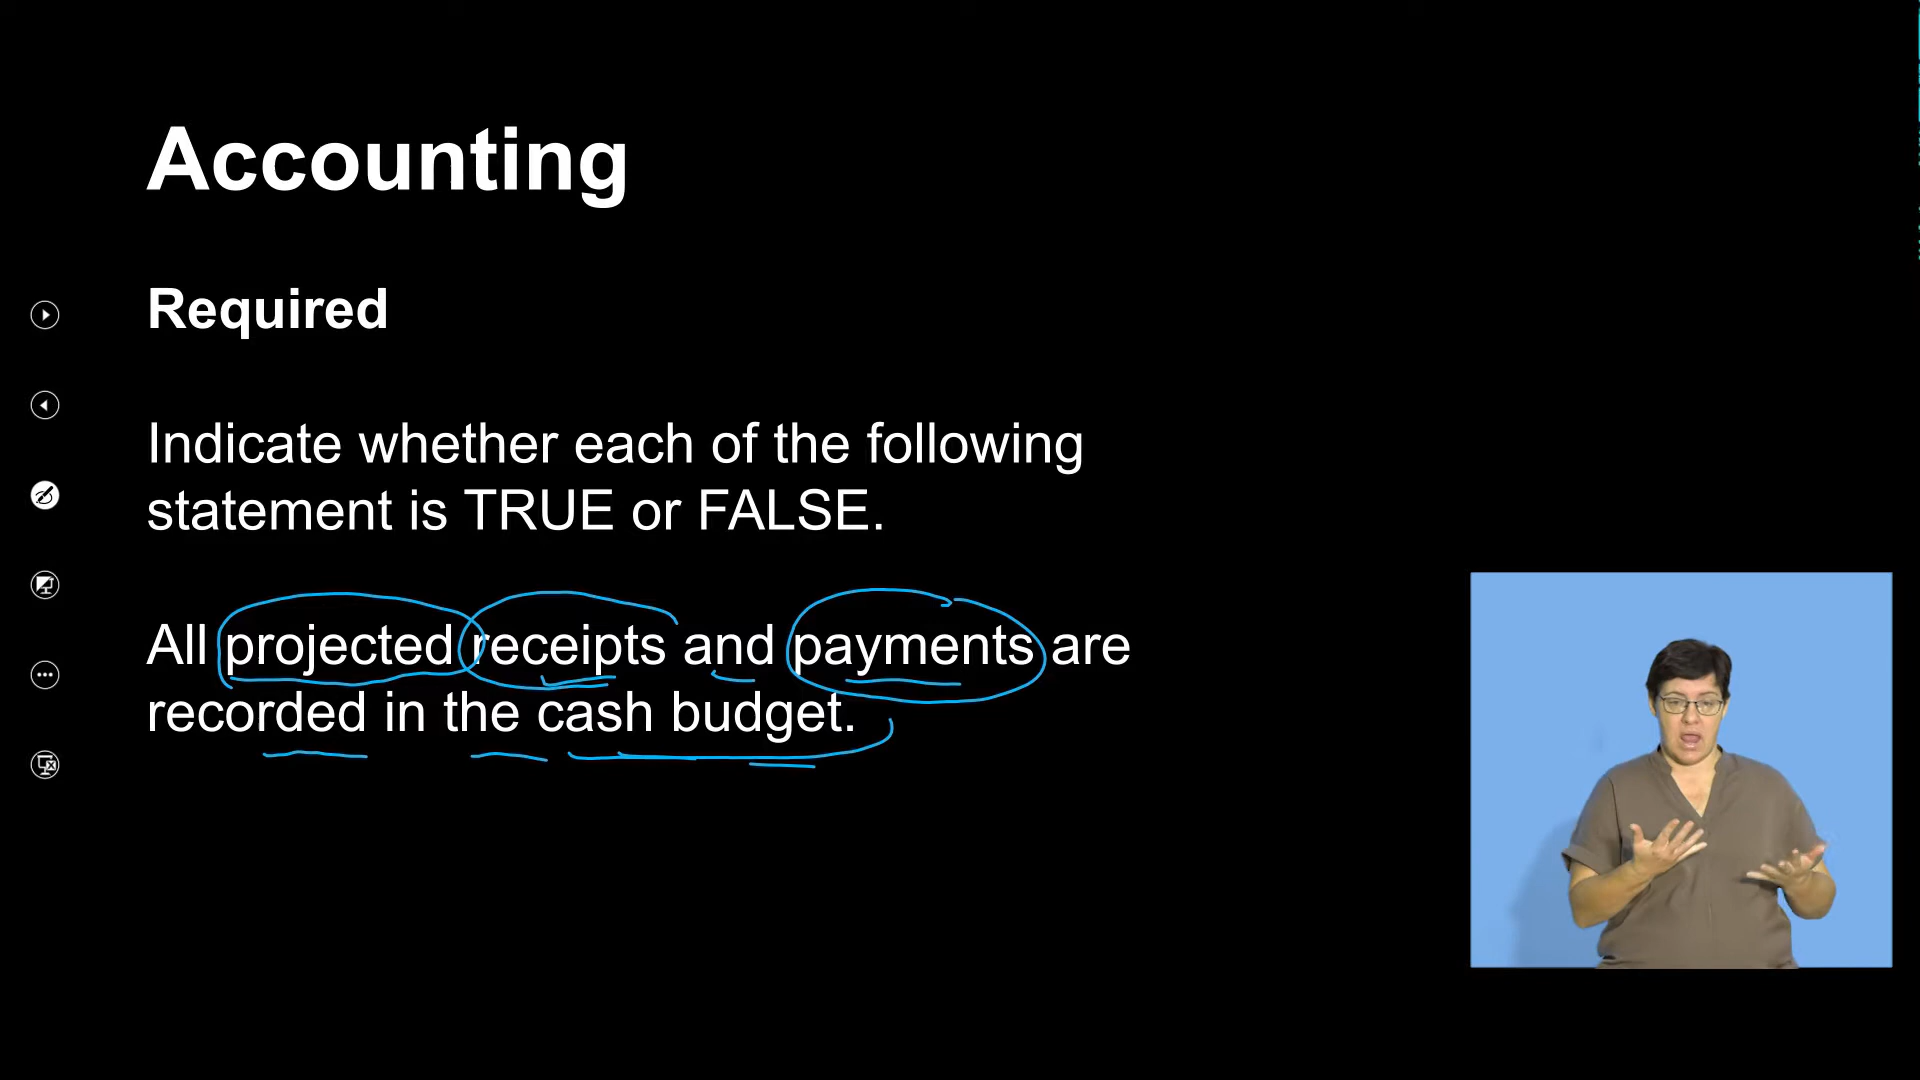 Accounting
Required
Indicate whether each of the following
statement is TRUE or FALSE.
All projected receipts and payments are
recorded in the cash budget.